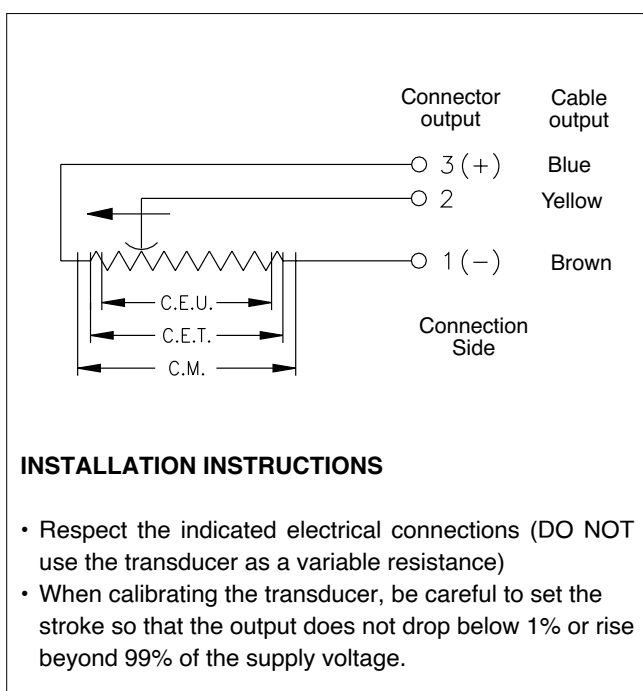 Connector output
Cable output
3 (+) Blue
2 Yellow
1 (−) Brown
C.E.U.
C.E.T.
C.M.
Connection Side
INSTALLATION INSTRUCTIONS
• Respect the indicated electrical connections (DO NOT
use the transducer as a variable resistance)
• When calibrating the transducer, be careful to set the
stroke so that the output does not drop below 1% or rise
beyond 99% of the supply voltage.